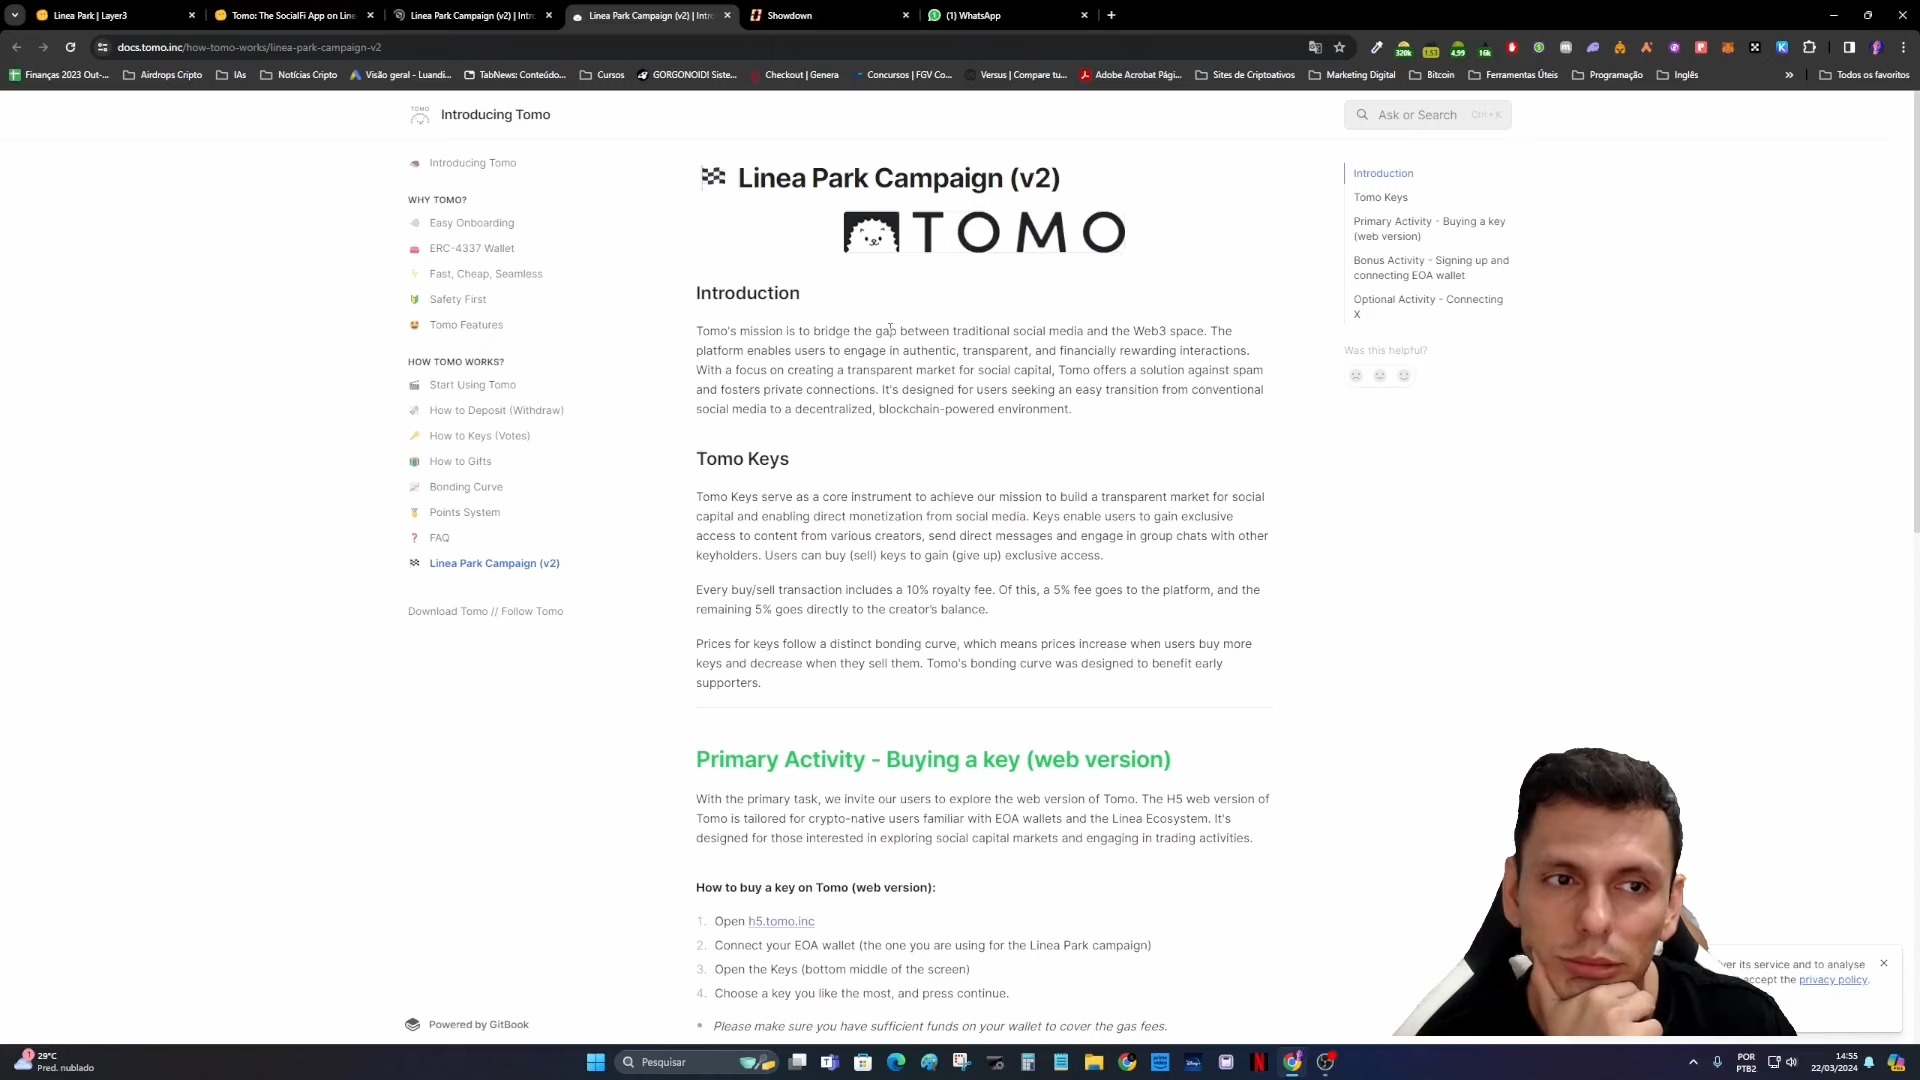 Linea Park | Layer3
Tomo: The SocialFi App on Line
Linea Park Campaign (v2) | Intro
Linea Park Campaign (v2) | Intro
Showdown
(1) WhatsApp
docs.tomo.inc/how-tomo-works/linea-park-campaign-v2
Finanças 2023 Out-...
Airdrops Cripto
IAs
Notícias Cripto
Visão geral - Luandi...
TabNews: Conteúdo...
Cursos
GORGONOID! Siste...
Checkout | Genera
Concursos | FGV Co...
Versus | Compare tu...
Adobe Acrobat Pági...
Sites de Criptoativos
Marketing Digital
Bitcoin
Ferramentas Úteis
Programação
Inglês
Todos os favoritos
Introducing Tomo
Ask or Search Ctrl+K
Introducing Tomo
WHY TOMO?
Easy Onboarding
ERC-4337 Wallet
Fast, Cheap, Seamless
Safety First
Tomo Features
HOW TOMO WORKS?
Start Using Tomo
How to Deposit (Withdraw)
How to Keys (Votes)
How to Gifts
Bonding Curve
Points System
FAQ
Linea Park Campaign (v2)
Download Tomo // Follow Tomo
Powered by GitBook
Linea Park Campaign (v2)
TOMO
Introduction
Tomo's mission is to bridge the gap between traditional social media and the Web3 space. The
platform enables users to engage in authentic, transparent, and financially rewarding interactions.
With a focus on creating a transparent market for social capital, Tomo offers a solution against spam
and fosters private connections. It's designed for users seeking an easy transition from conventional
social media to a decentralized, blockchain-powered environment.
Tomo Keys
Tomo Keys serve as a core instrument to achieve our mission to build a transparent market for social
capital and enabling direct monetization from social media. Keys enable users to gain exclusive
access to content from various creators, send direct messages and engage in group chats with other
keyholders. Users can buy (sell) keys to gain (give up) exclusive access.
Every buy/sell transaction includes a 10% royalty fee. Of this, a 5% fee goes to the platform, and the
remaining 5% goes directly to the creator's balance.
Prices for keys follow a distinct bonding curve, which means prices increase when users buy more
keys and decrease when they sell them. Tomo's bonding curve was designed to benefit early
supporters.
Primary Activity - Buying a key (web version)
With the primary task, we invite our users to explore the web version of Tomo. The H5 web version of
Tomo is tailored for crypto-native users familiar with EOA wallets and the Linea Ecosystem. It's
designed for those interested in exploring social capital markets and engaging in trading activities.
How to buy a key on Tomo (web version):
1. Open h5.tomo.inc
2. Connect your EOA wallet (the one you are using for the Linea Park campaign)
3. Open the Keys (bottom middle of the screen)
4. Choose a key you like the most, and press continue.
• Please make sure you have sufficient funds on your wallet to cover the gas fees.
Introduction
Tomo Keys
Primary Activity - Buying a key
(web version)
Bonus Activity - Signing up and
connecting EOA wallet
Optional Activity - Connecting
X
Was this helpful?
its service and to analyse
accept the privacy policy.
29°C
Pred. nublado
Pesquisar
POR
PTB2
14:55
22/03/2024